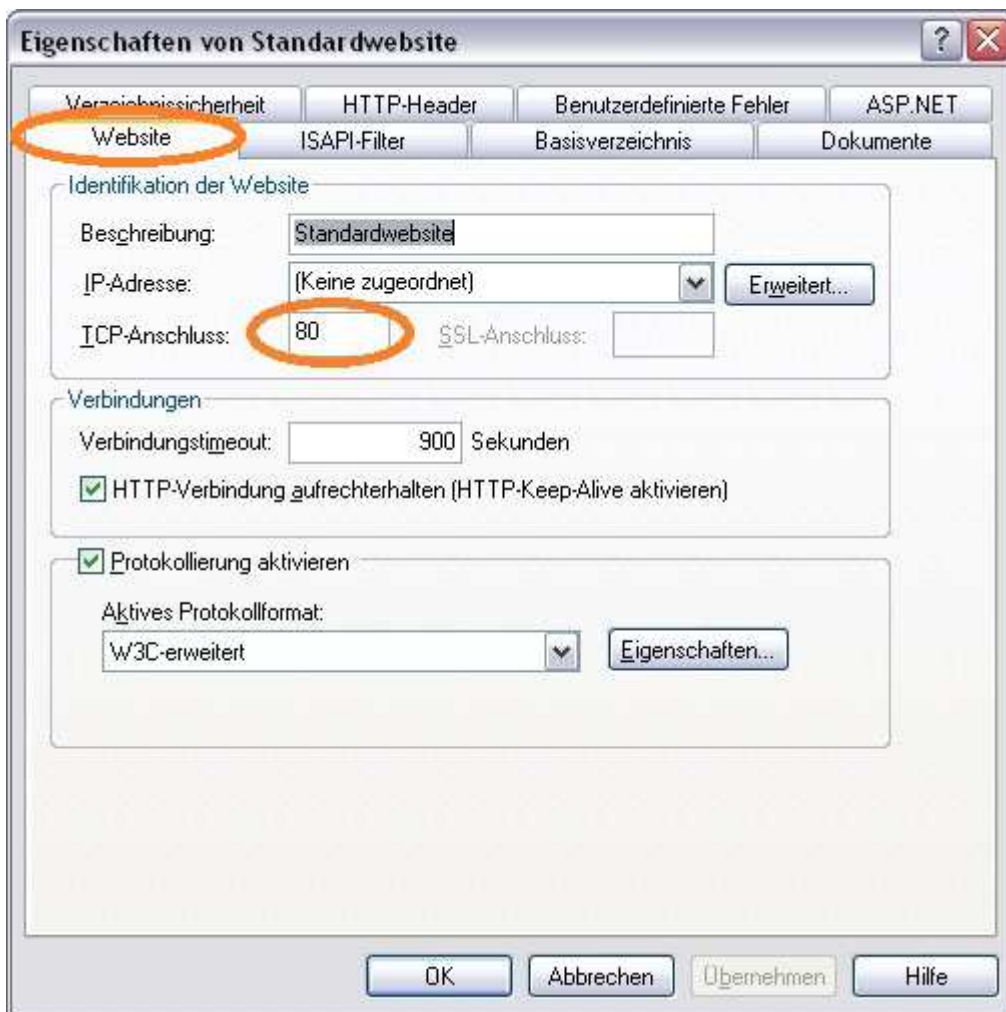 Eigenschaften von Standardwebsite
Verzeichnissicherheit HTTP-Header Benutzerdefinierte Fehler ASP.NET
Website ISAPI-Filter Basisverzeichnis Dokumente
Identifikation der Website
Beschreibung: Standardwebsite
IP-Adresse: (Keine zugeordnet) Erweitert...
TCP-Anschluss: 80 SSL-Anschluss:
Verbindungen
Verbindungstimeout: 900 Sekunden
HTTP-Verbindung aufrechterhalten (HTTP-Keep-Alive aktivieren)
Protokollierung aktivieren
Aktives Protokollformat:
W3C-erweitert Eigenschaften...
OK Abbrechen Übernehmen Hilfe